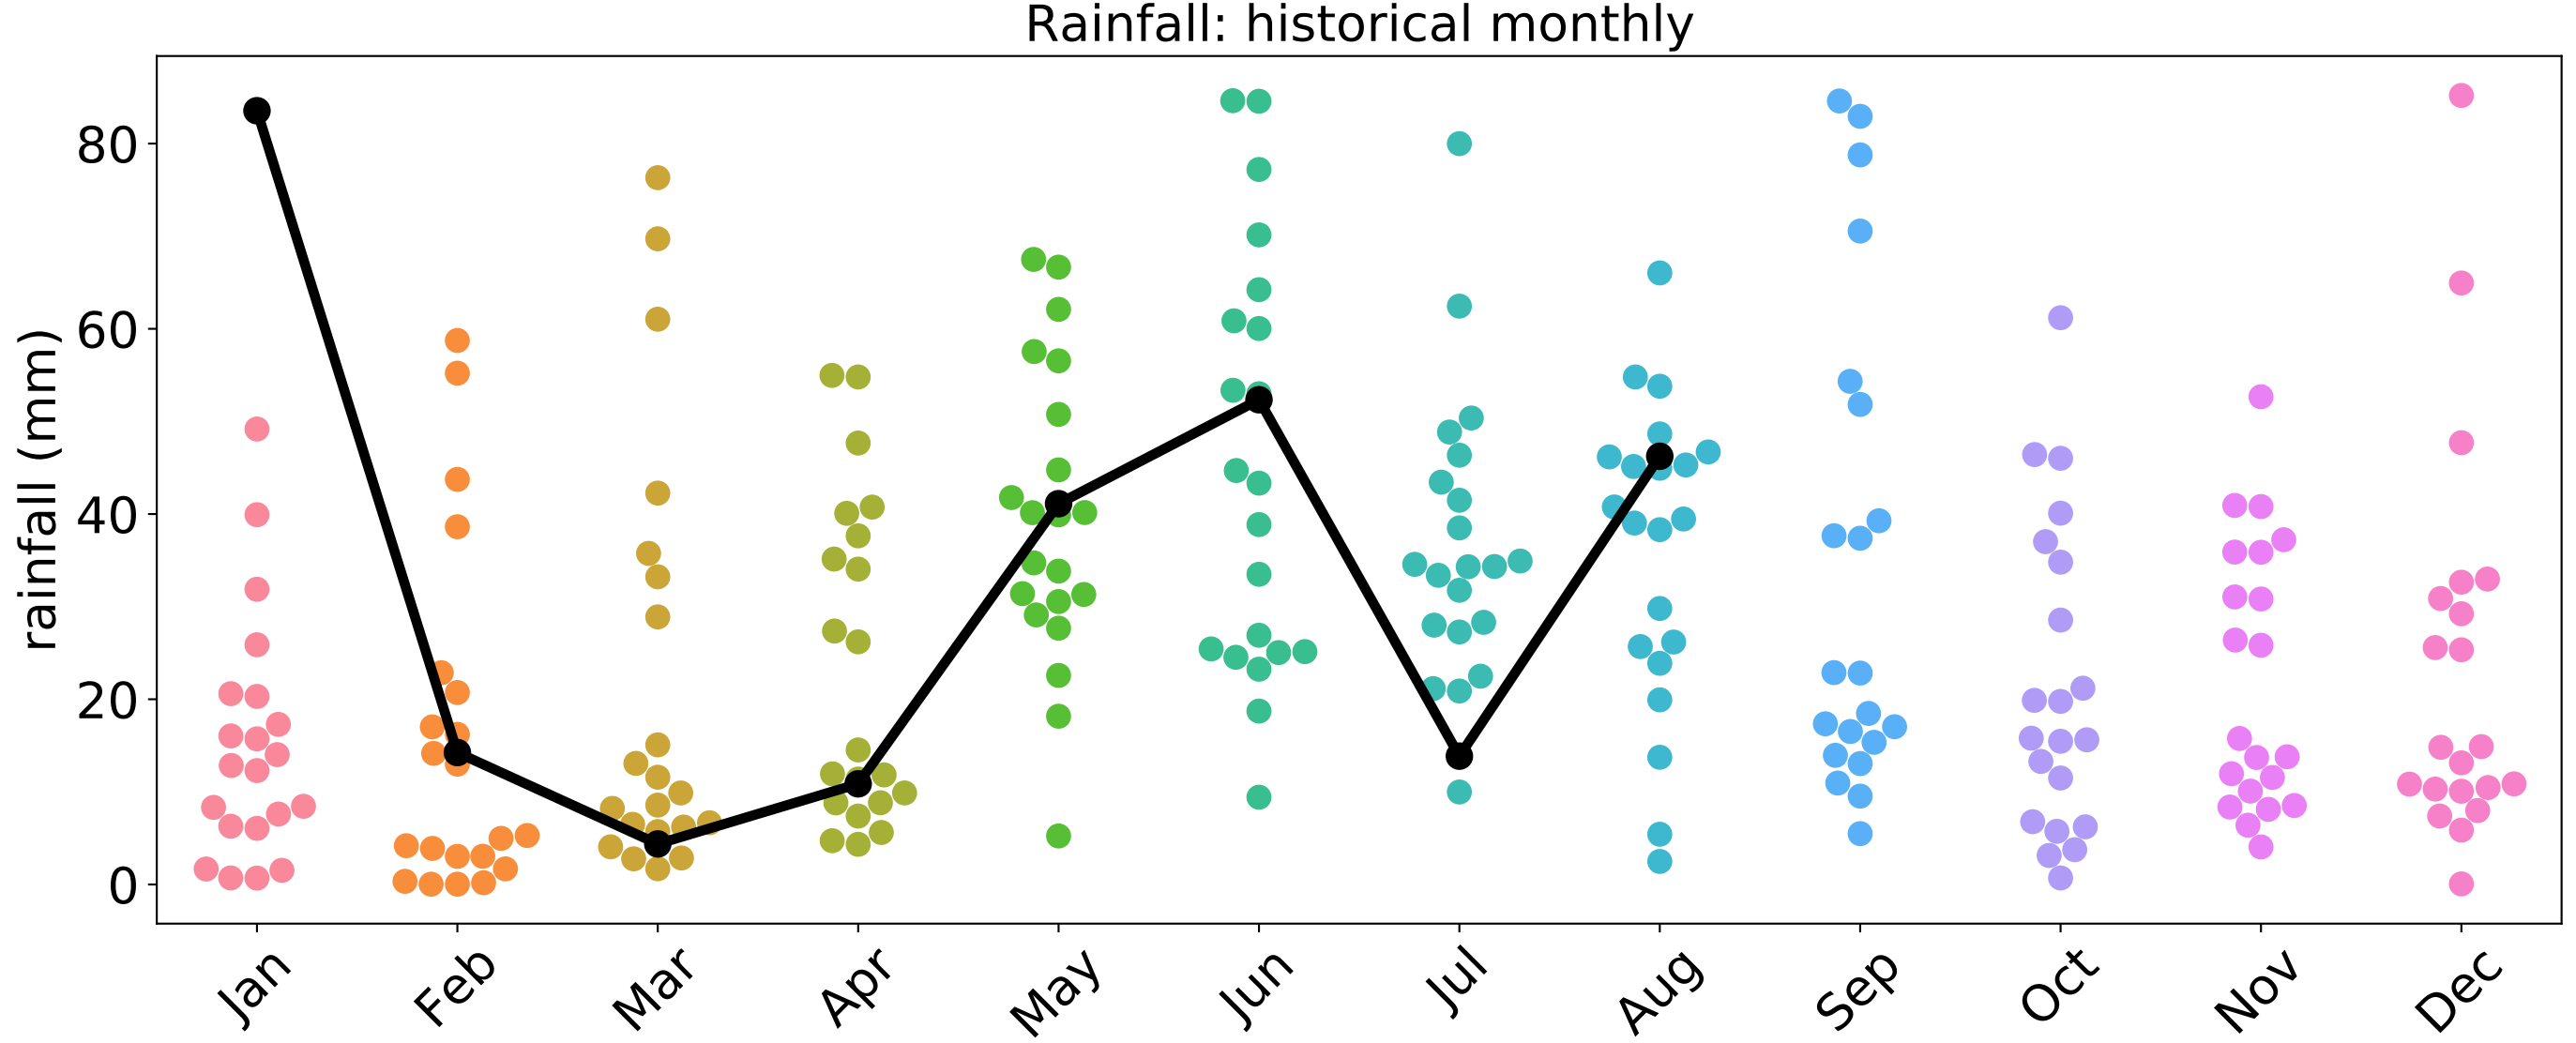 Rainfall: historical monthly
rainfall (mm)
80
60
40
20
0
Jan
Feb
Mar
Apr
May
Jun
Jul
Aug
Sep
Oct
Nov
Dec